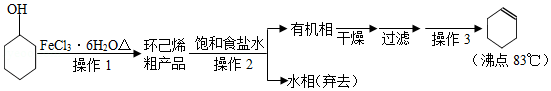 OH
FeCl₃·6H₂O△
操作 1
环己烯
粗产品
饱和食盐水
操作 2
有机相
干燥
过滤
操作 3
(沸点 83℃)
水相(弃去)